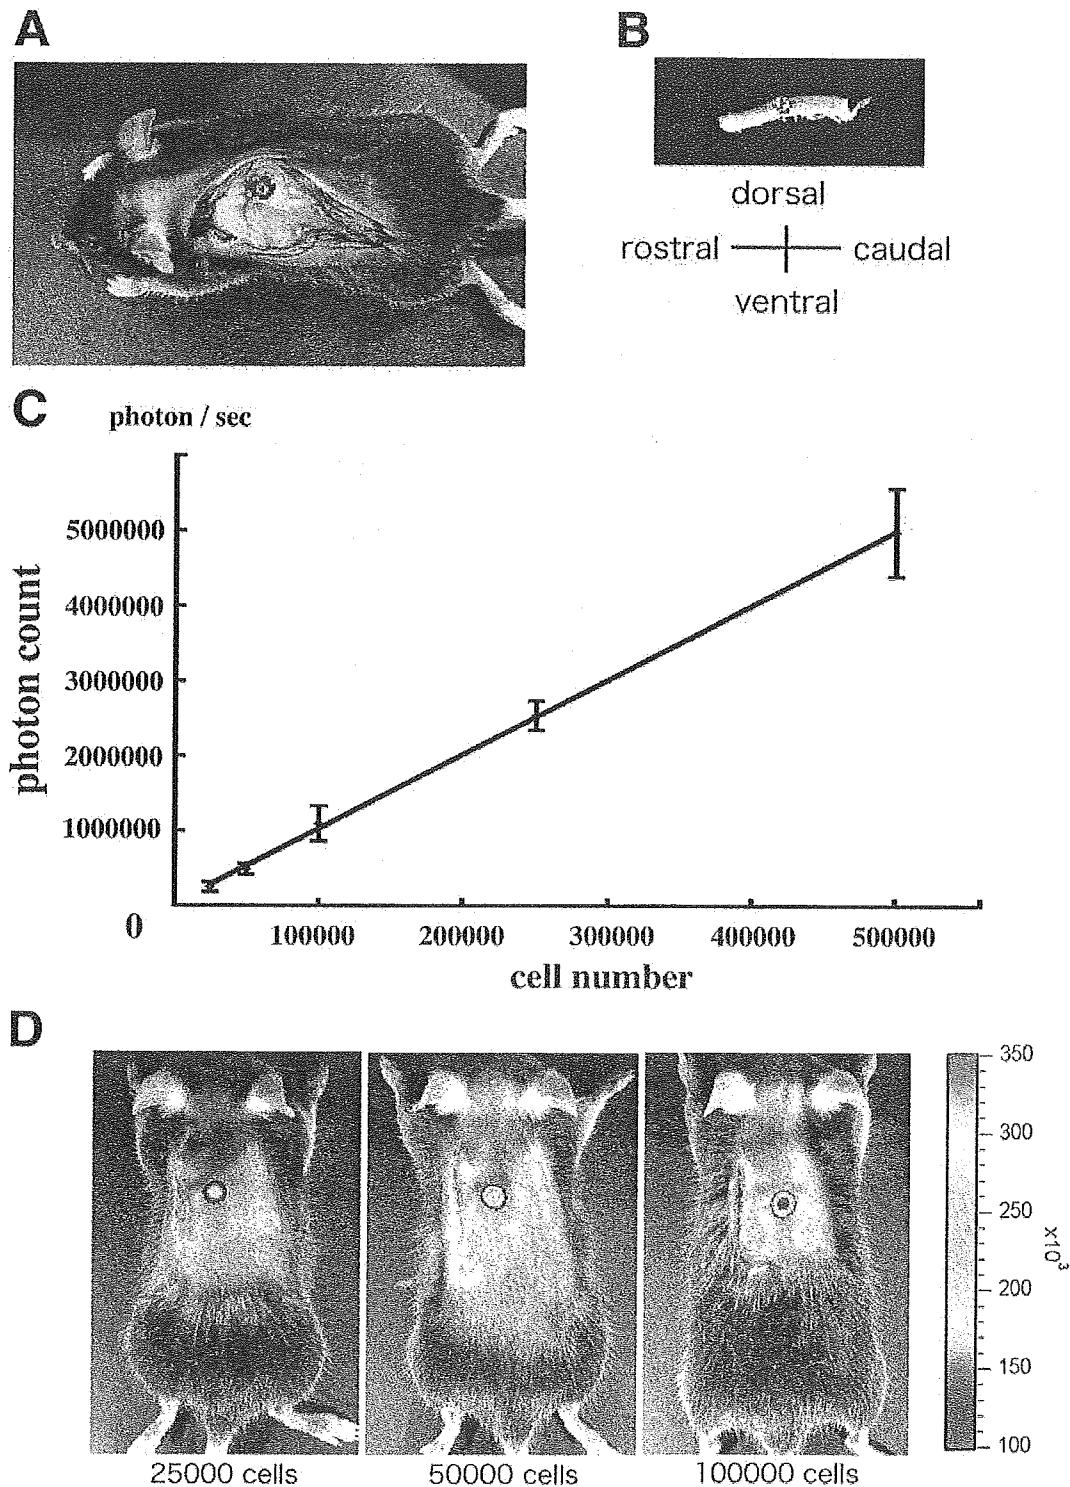 A
B
dorsal
rostral
caudal
ventral
C
photon / sec
photon count
5000000
4000000
3000000
2000000
1000000
0
100000 200000 300000 400000 500000
cell number
D
350
300
250
200
150
100
x10³
25000 cells
50000 cells
100000 cells